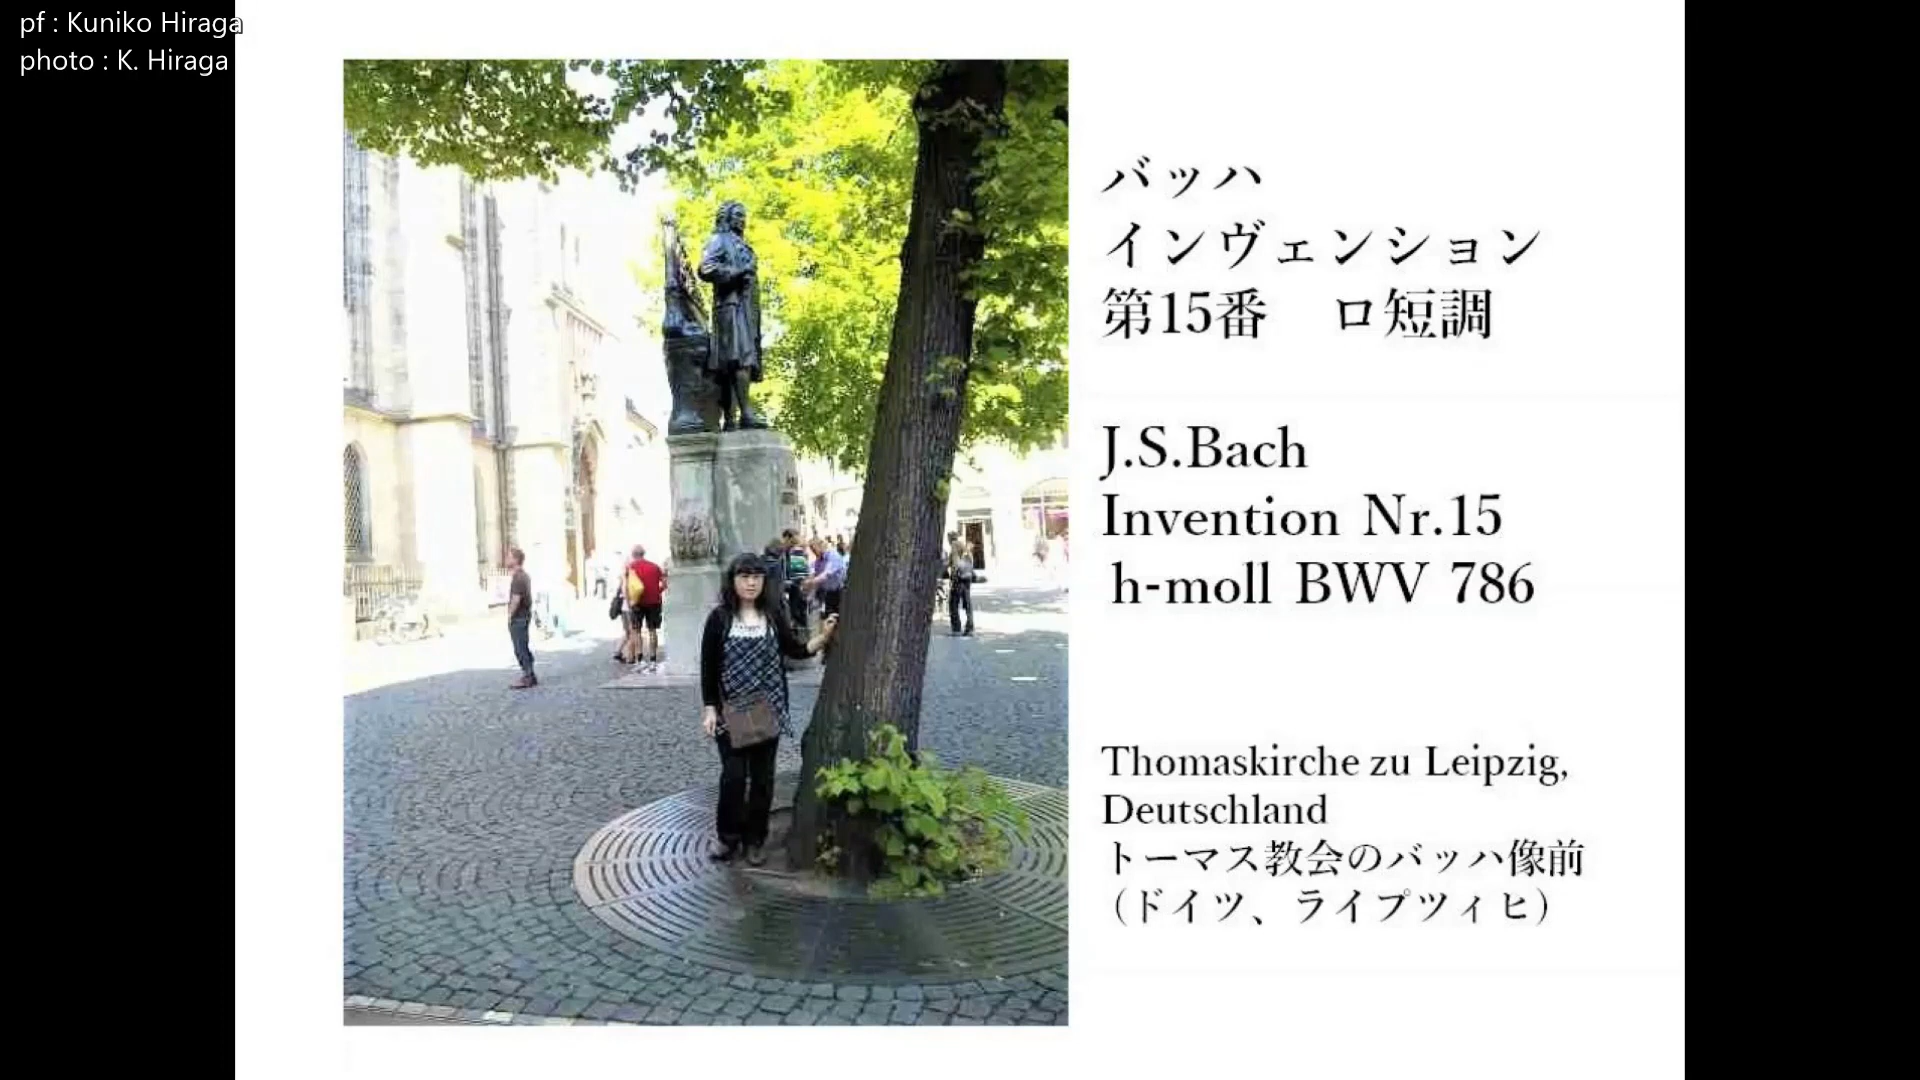 pf : Kuniko Hiraga
photo : K. Hiraga
バッハ
インヴェンション
第15番　ロ短調
J.S.Bach
Invention Nr.15
h-moll BWV 786
Thomaskirche zu Leipzig,
Deutschland
トーマス教会のバッハ像前
（ドイツ、ライプツィヒ）